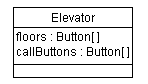 Elevator
floors : Button[]
callButtons : Button[]